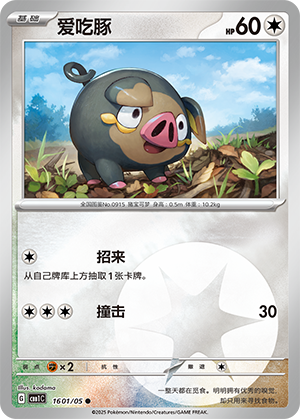 基础 爱吃豚 HP60
全国图鉴No.0915 猪宝可梦 身高：0.5m 体重：10.2kg
招来
从自己牌库上方抽取1张卡牌。
撞击 30
弱点 ×2 抵抗力 撤退
Illus. kodama
G CSM1C 1601/05
一整天都在觅食。明明拥有优秀的嗅觉，
却只用来寻找食物。
©2025 Pokémon/Nintendo/Creatures/GAME FREAK.